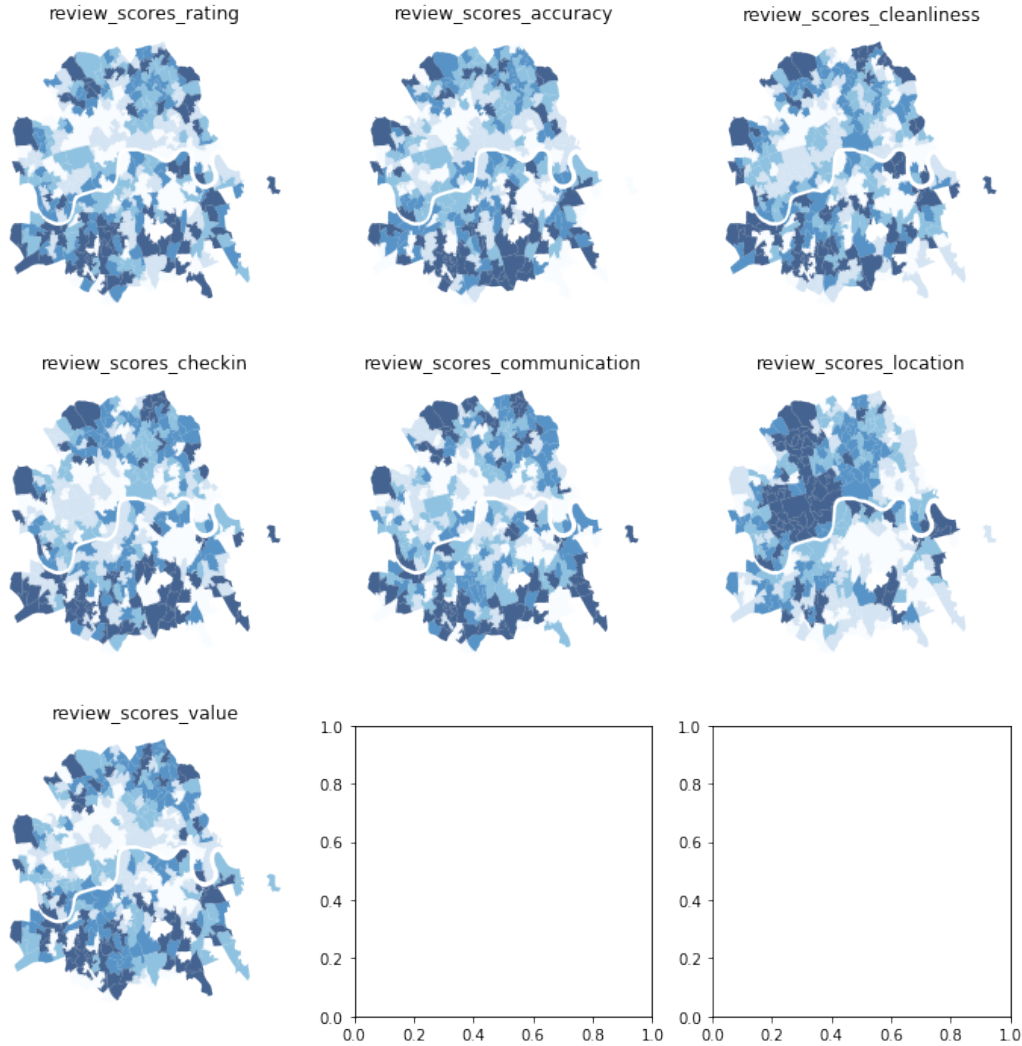 review_scores_rating
review_scores_accuracy
review_scores_cleanliness
review_scores_checkin
review_scores_communication
review_scores_location
review_scores_value
1.0
0.8
0.6
0.4
0.2
0.0
0.0 0.2 0.4 0.6 0.8 1.0
1.0
0.8
0.6
0.4
0.2
0.0
0.0 0.2 0.4 0.6 0.8 1.0